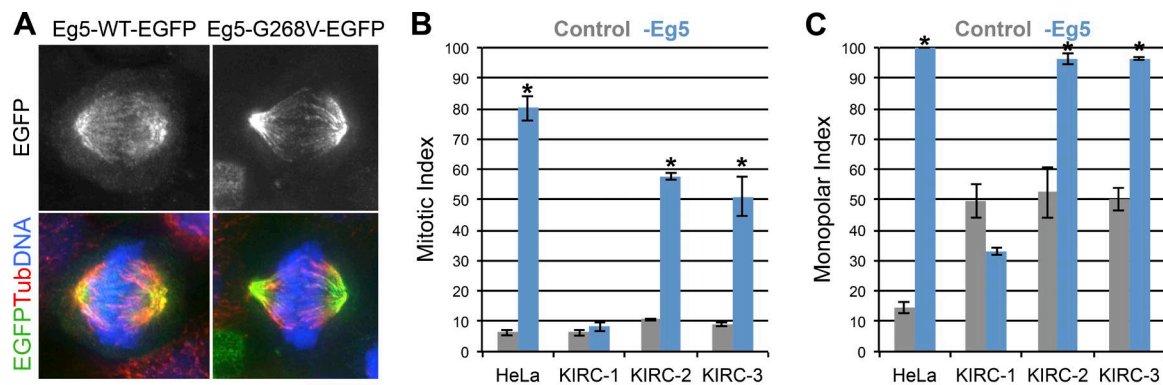 A
Eg5-WT-EGFP Eg5-G268V-EGFP
EGFP
EGFPTubDNA
B
Control -Eg5
Mitotic Index
100
90
80
70
60
50
40
30
20
10
0
* * *
HeLa KIRC-1 KIRC-2 KIRC-3
C
Control -Eg5
Monopolar Index
100
90
80
70
60
50
40
30
20
10
0
* * *
HeLa KIRC-1 KIRC-2 KIRC-3